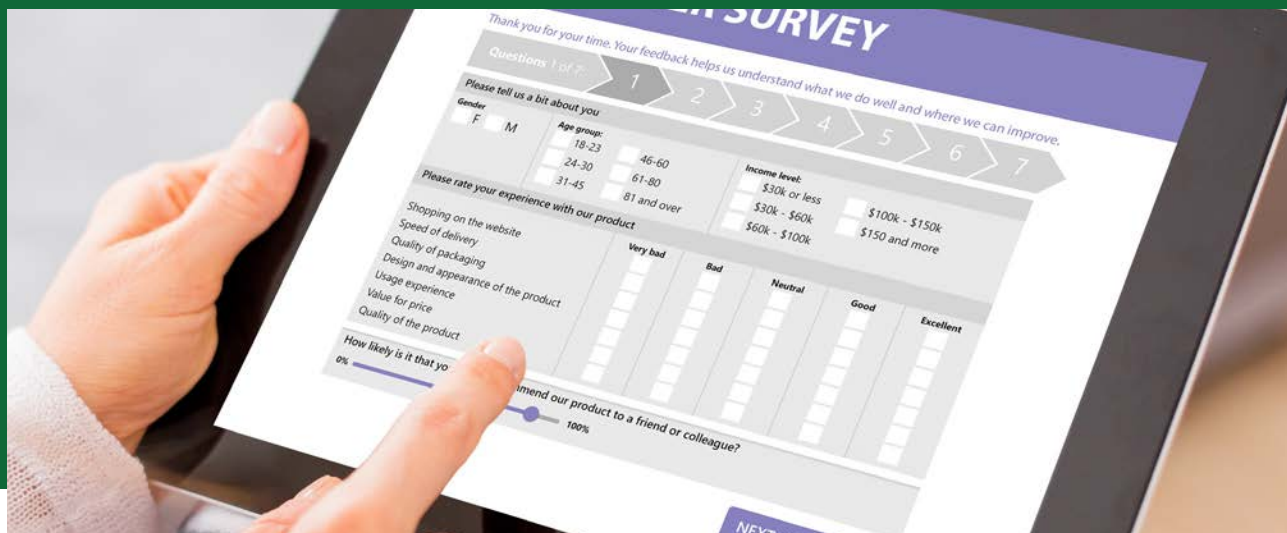 SURVEY
Thank you for your time. Your feedback helps us understand what we do well and where we can improve.
Questions 1 of 7
1 2 3 4 5 6 7
Please tell us a bit about you
Gender
F M
Age group:
18-23
24-30
31-45
46-60
61-80
81 and over
Income level:
$30k or less
$30k - $60k
$60k - $100k
$100k - $150k
$150 and more
Please rate your experience with our product
Very bad Bad Neutral Good Excellent
Shopping on the website
Speed of delivery
Quality of packaging
Design and appearance of the product
Usage experience
Value for price
Quality of the product
How likely is it that mmend our product to a friend or colleague?
0% 100%
NEXT